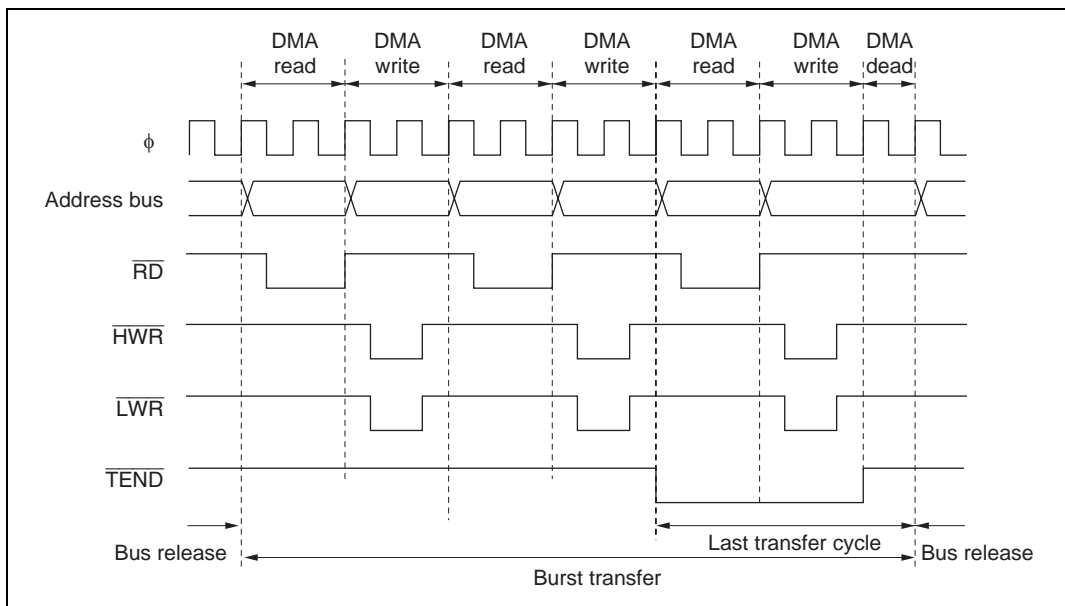 DMA read
DMA write
DMA read
DMA write
DMA read
DMA write
DMA dead
ϕ
Address bus
RD
HWR
LWR
TEND
Bus release
Last transfer cycle
Bus release
Burst transfer